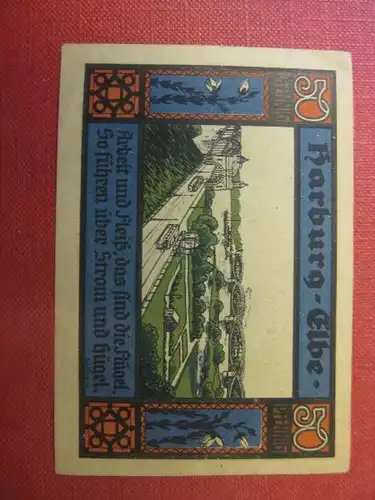 50 PFENNIG
Harburg-Elbe-
50 PFENNIG
Arbeit und Fleiß, das sind die Flügel,
So führen über Strom und Hügel.